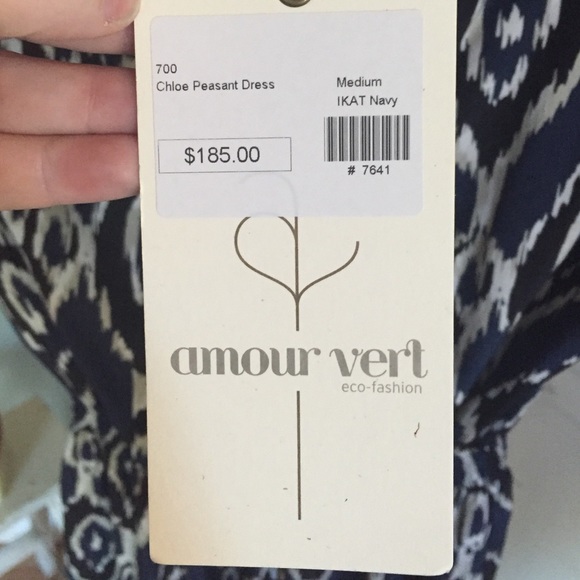 700
Chloe Peasant Dress
Medium
IKAT Navy
$185.00
# 7641
amour vert
eco-fashion